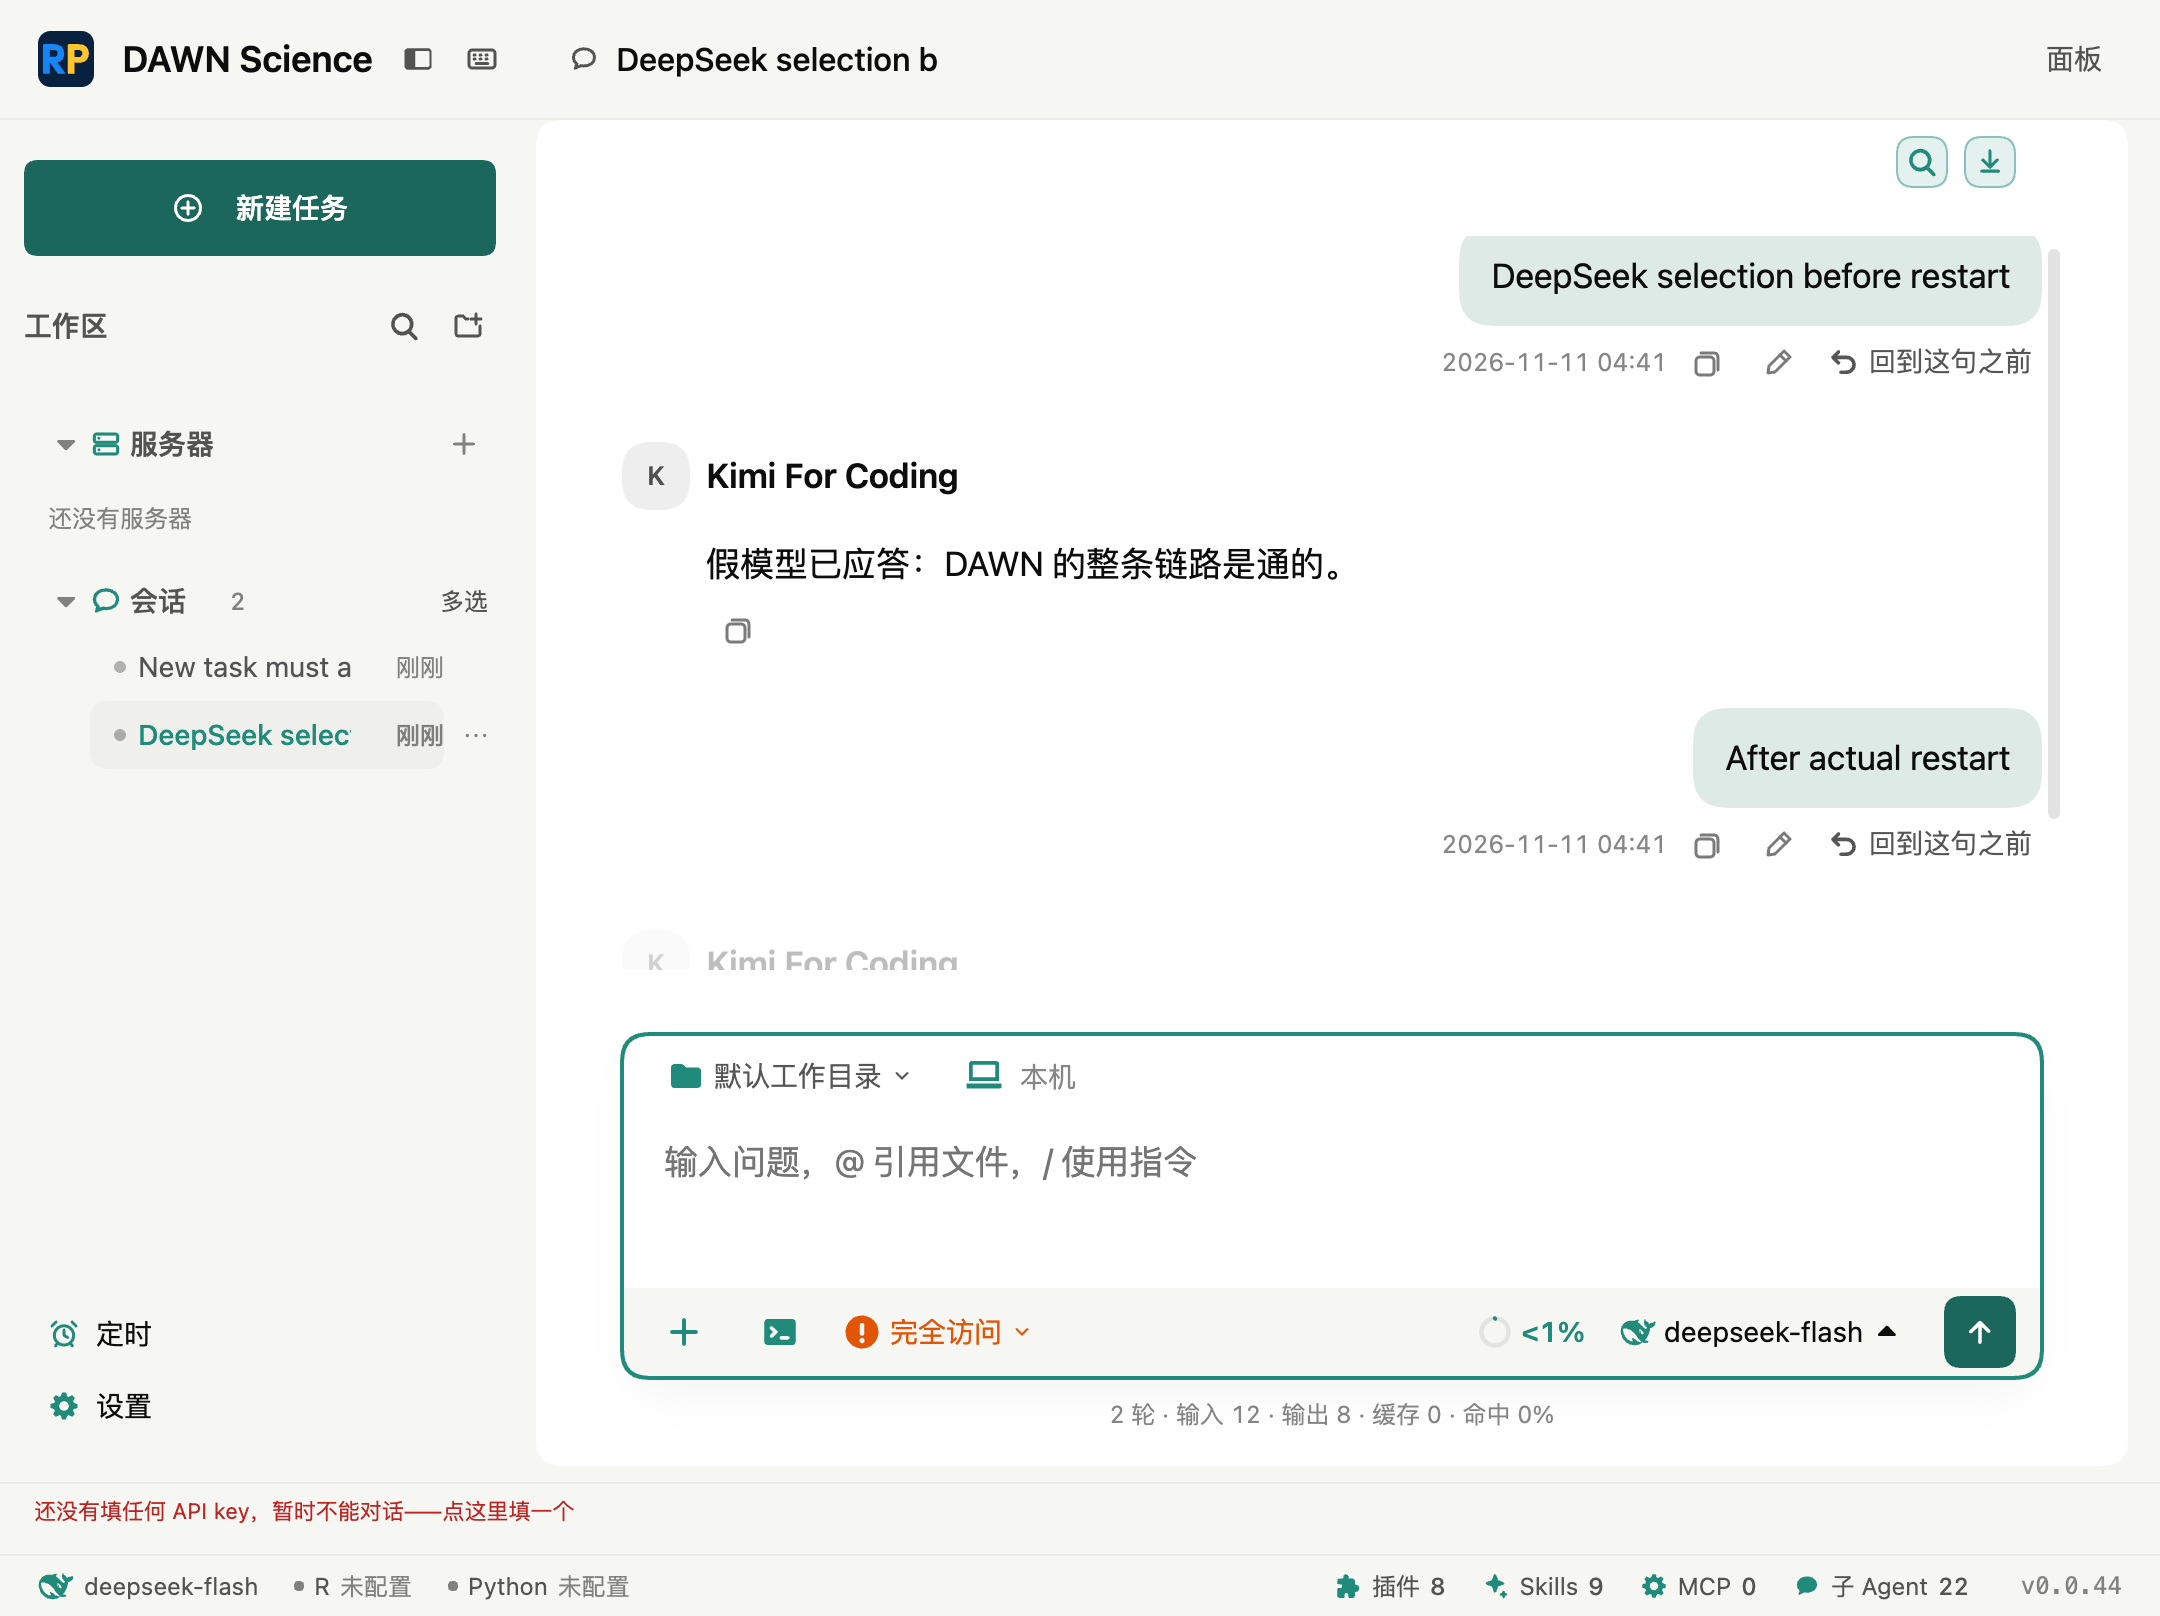 RP DAWN Science
DeepSeek selection b
面板
新建任务
工作区
服务器
还没有服务器
会话 2 多选
New task must a 刚刚
DeepSeek selec 刚刚 ...
定时
设置
DeepSeek selection before restart
2026-11-11 04:41 回到这句之前
K Kimi For Coding
假模型已应答：DAWN 的整条链路是通的。
After actual restart
2026-11-11 04:41 回到这句之前
K Kimi For Coding
默认工作目录 本机
输入问题，@ 引用文件，/ 使用指令
完全访问 <1% deepseek-flash
2 轮 · 输入 12 · 输出 8 · 缓存 0 · 命中 0%
还没有填任何 API key，暂时不能对话——点这里填一个
deepseek-flash R 未配置 Python 未配置 插件 8 Skills 9 MCP 0 子 Agent 22 v0.0.44